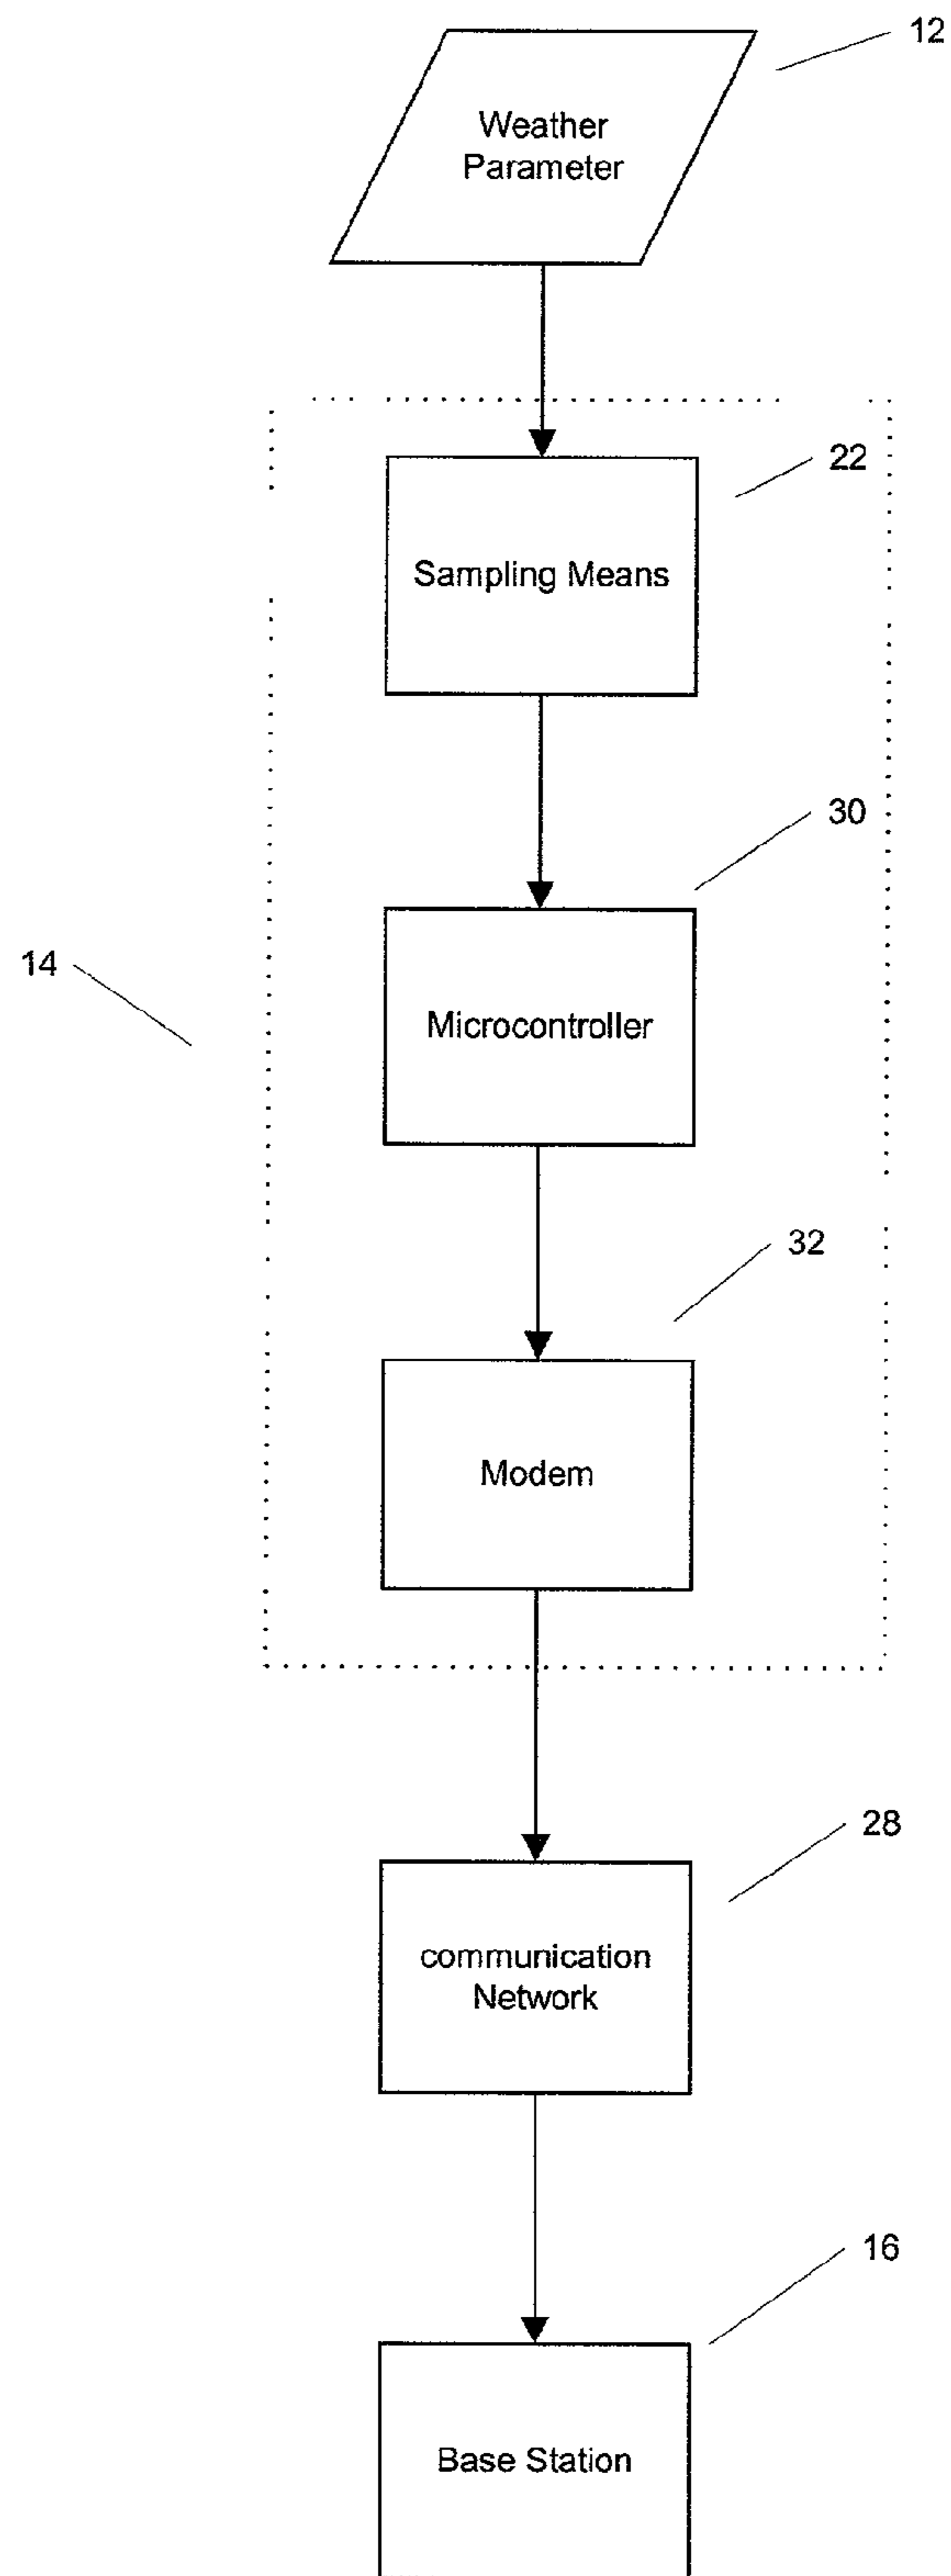 12
Weather
Parameter
22
Sampling Means
30
Microcontroller
14
32
Modem
28
communication
Network
16
Base Station